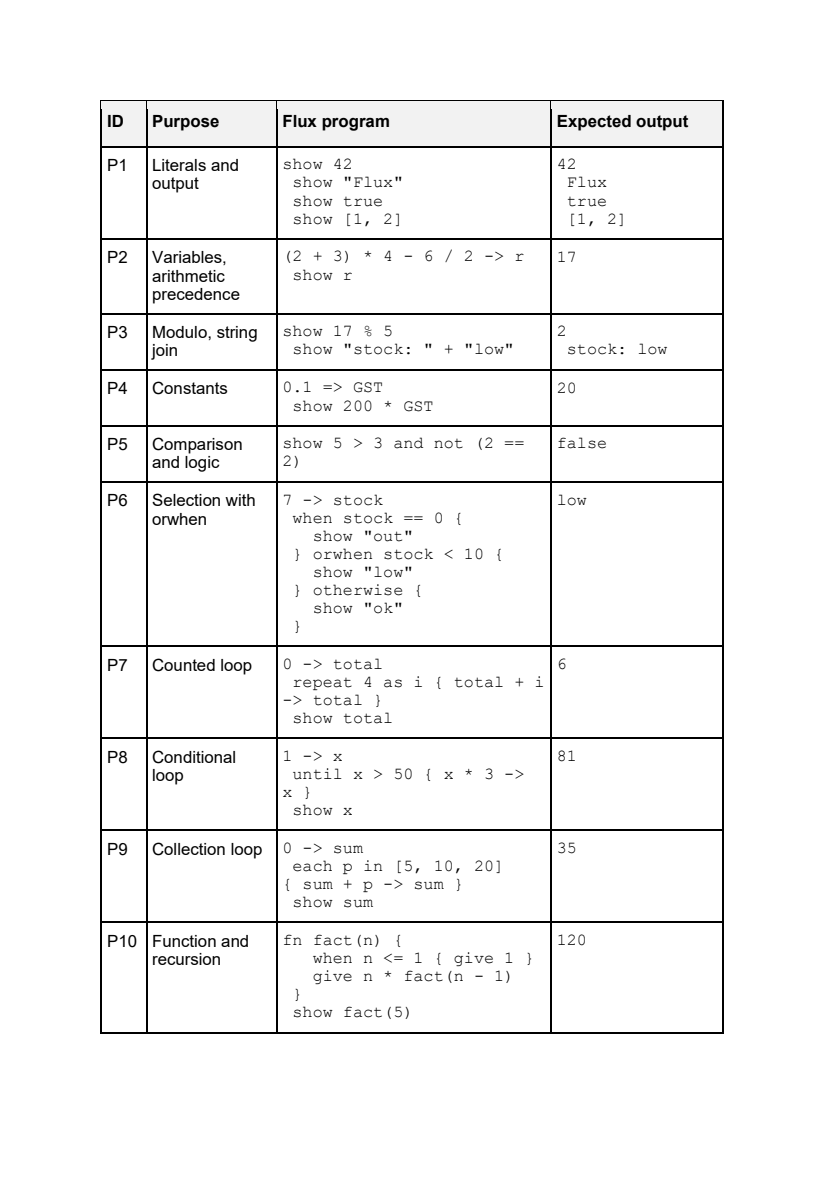 ID Purpose Flux program Expected output
P1 Literals and output
show 42
show "Flux"
show true
show [1, 2]
42
Flux
true
[1, 2]
P2 Variables,
arithmetic
precedence
(2 + 3) * 4 - 6 / 2 -> r
show r
17
P3 Modulo, string
join
show 17 % 5
show "stock: " + "low"
2
stock: low
P4 Constants
0.1 => GST
show 200 * GST
20
P5 Comparison
and logic
show 5 > 3 and not (2 ==
2)
false
P6 Selection with
orwhen
7 -> stock
when stock == 0 {
show "out"
} orwhen stock < 10 {
show "low"
} otherwise {
show "ok"
}
low
P7 Counted loop
0 -> total
repeat 4 as i { total + i
-> total }
show total
6
P8 Conditional
loop
1 -> x
until x > 50 { x * 3 ->
x }
show x
81
P9 Collection loop
0 -> sum
each p in [5, 10, 20]
{ sum + p -> sum }
show sum
35
P10 Function and
recursion
fn fact(n) {
when n <= 1 { give 1 }
give n * fact(n - 1)
}
show fact(5)
120